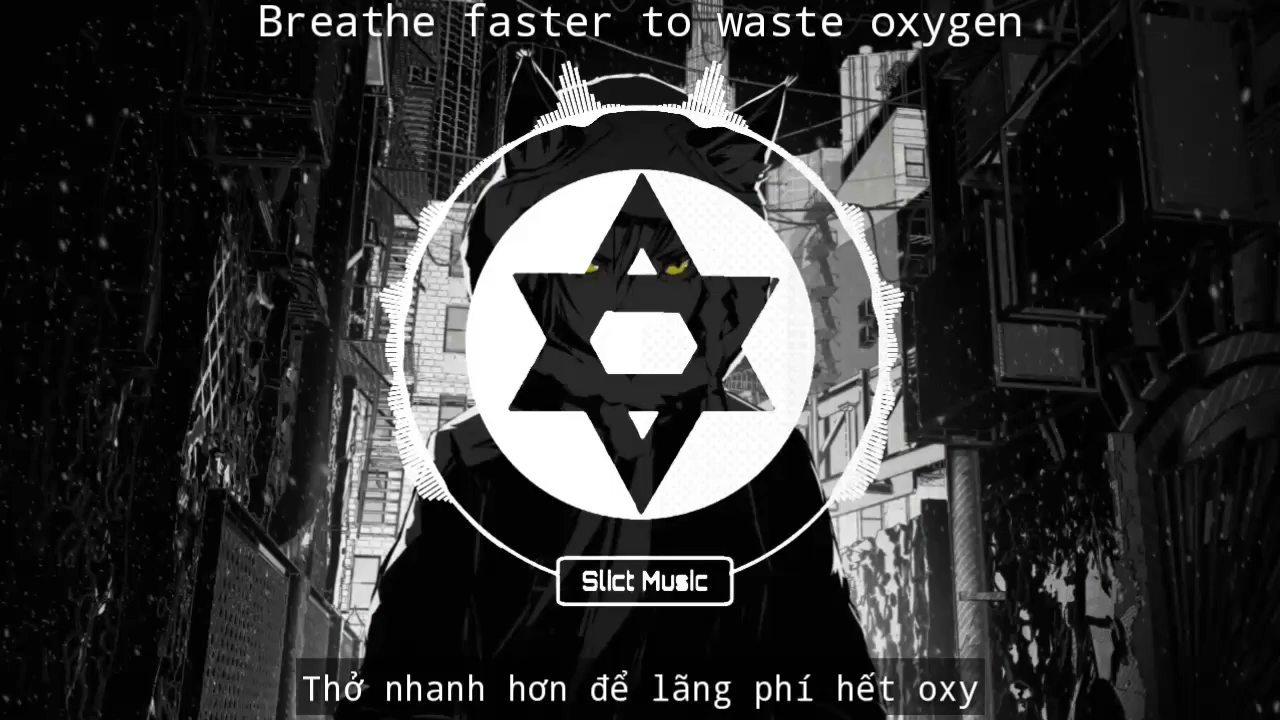 Breathe faster to waste oxygen
Slict Music
Thở nhanh hơn để lãng phí hết oxy